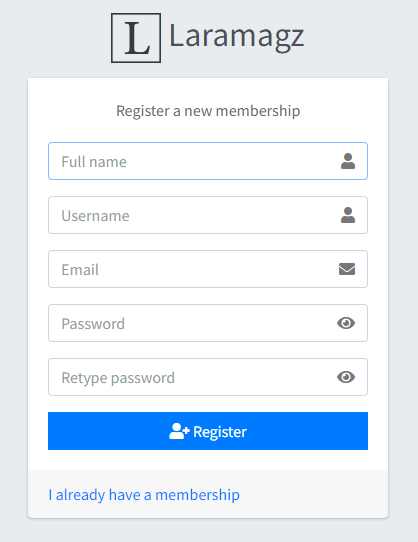 L Laramagz
Register a new membership
Full name
Username
Email
Password
Retype password
Register
I already have a membership